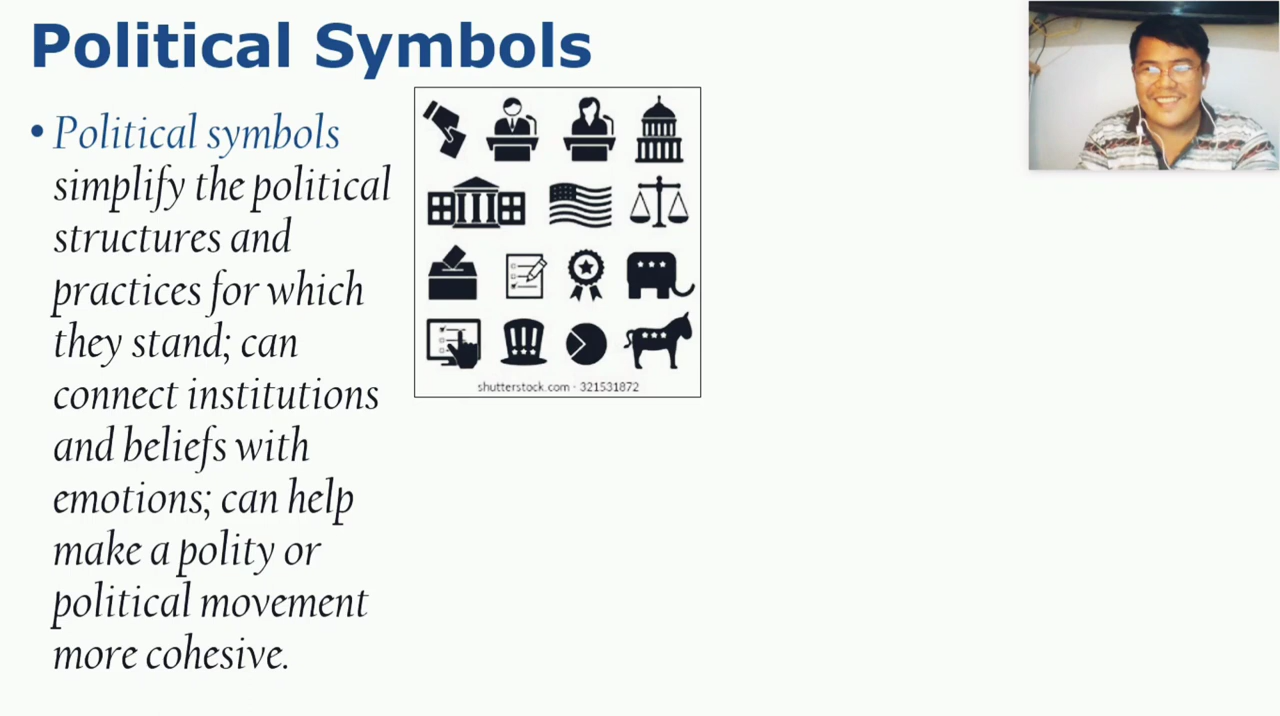 Political Symbols
• Political symbols
simplify the political
structures and
practices for which
they stand; can
connect institutions
and beliefs with
emotions; can help
make a polity or
political movement
more cohesive.
shutterstock.com · 321531872